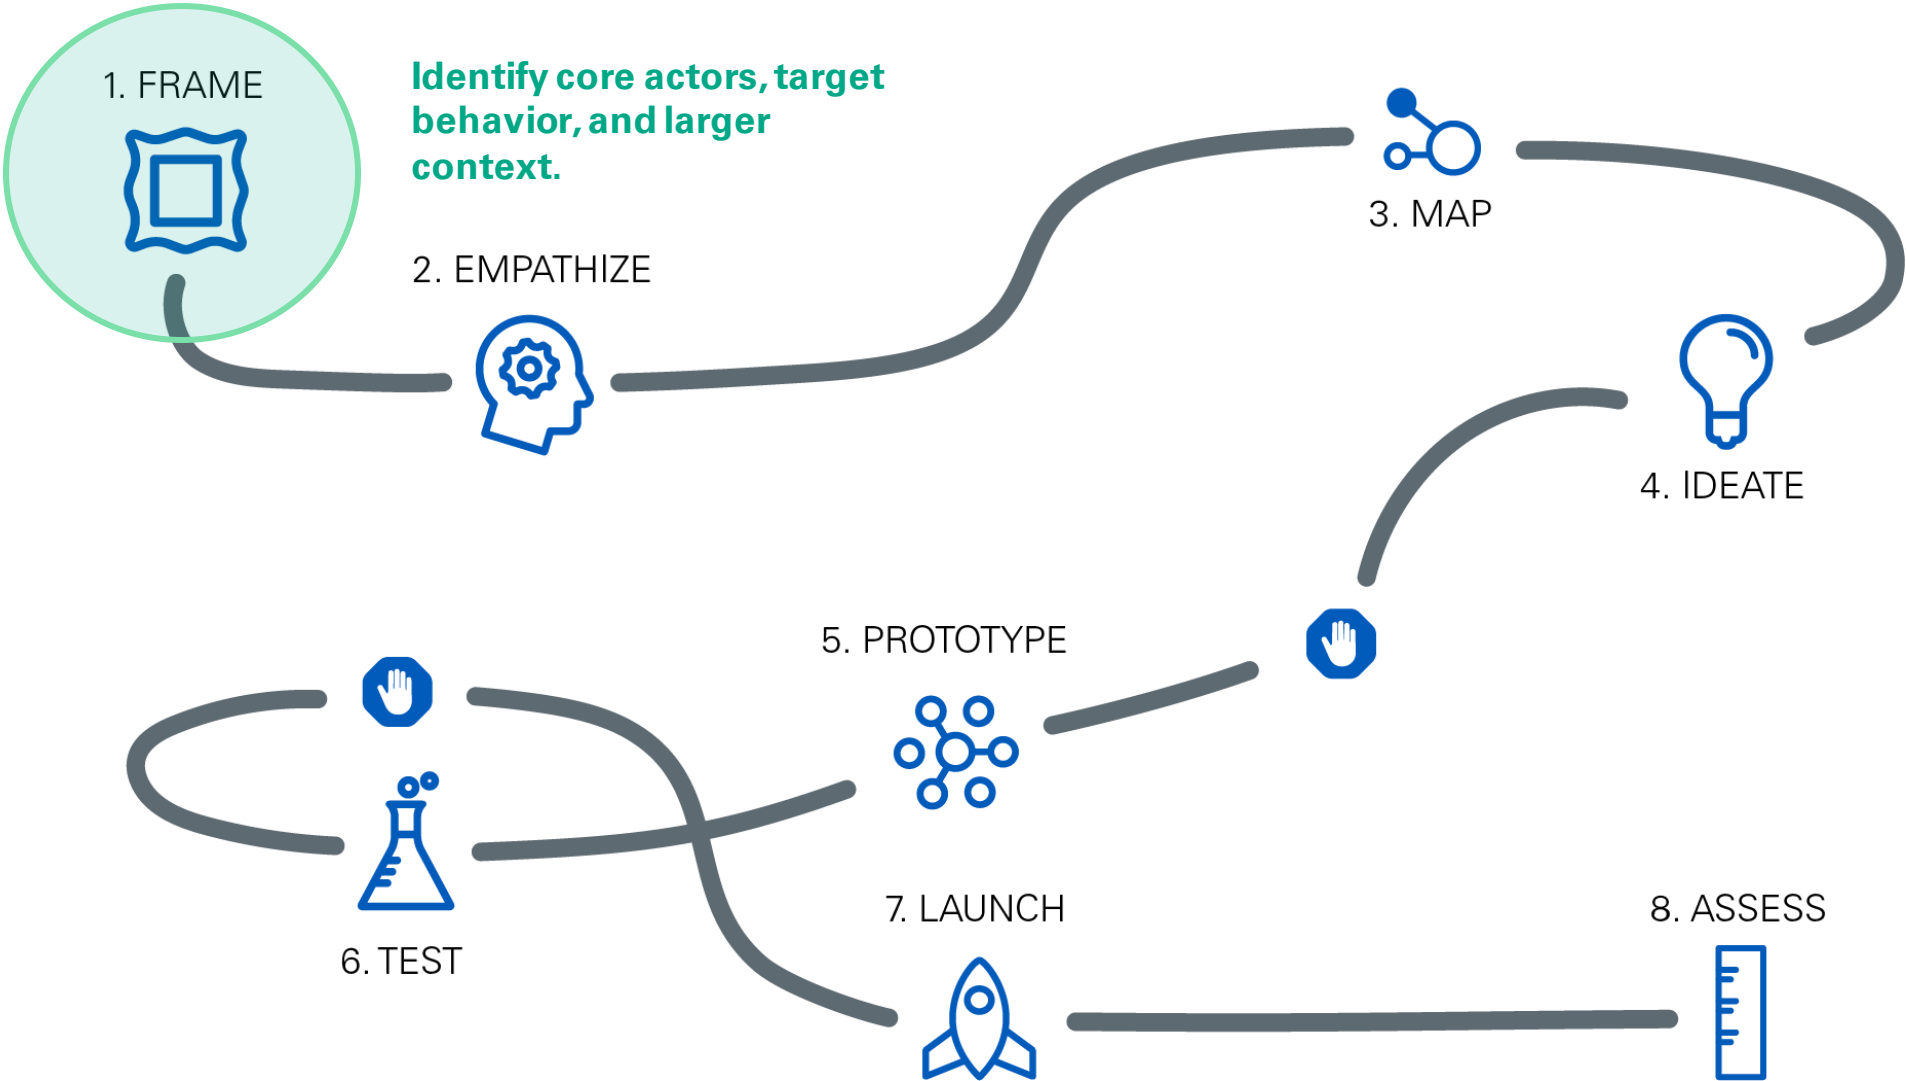 1. FRAME
Identify core actors, target
behavior, and larger
context.
2. EMPATHIZE
3. MAP
4. IDEATE
5. PROTOTYPE
6. TEST
7. LAUNCH
8. ASSESS